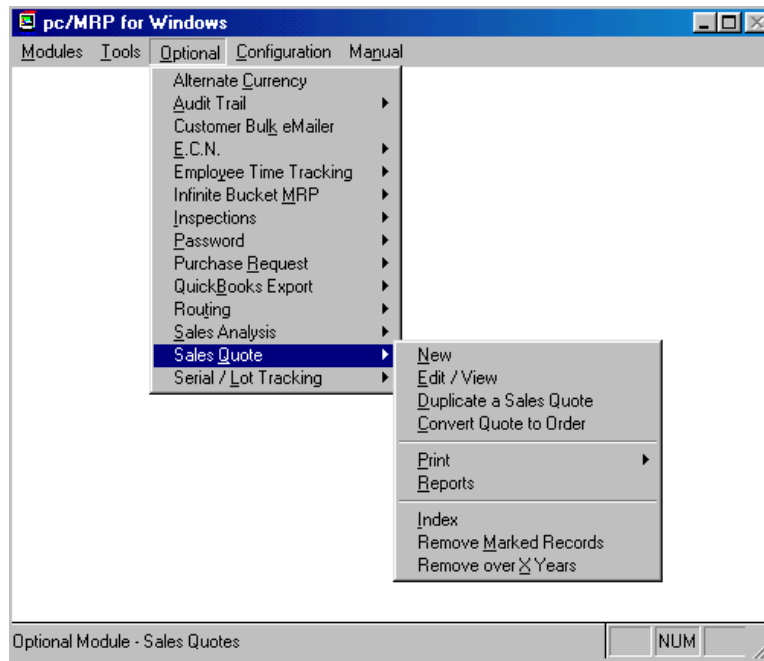 pc/MRP for Windows
Modules Tools Optional Configuration Manual
Alternate Currency
Audit Trail
Customer Bulk eMailer
E.C.N.
Employee Time Tracking
Infinite Bucket MRP
Inspections
Password
Purchase Request
QuickBooks Export
Routing
Sales Analysis
Sales Quote
Serial / Lot Tracking
New
Edit / View
Duplicate a Sales Quote
Convert Quote to Order
Print
Reports
Index
Remove Marked Records
Remove over X Years
Optional Module - Sales Quotes NUM